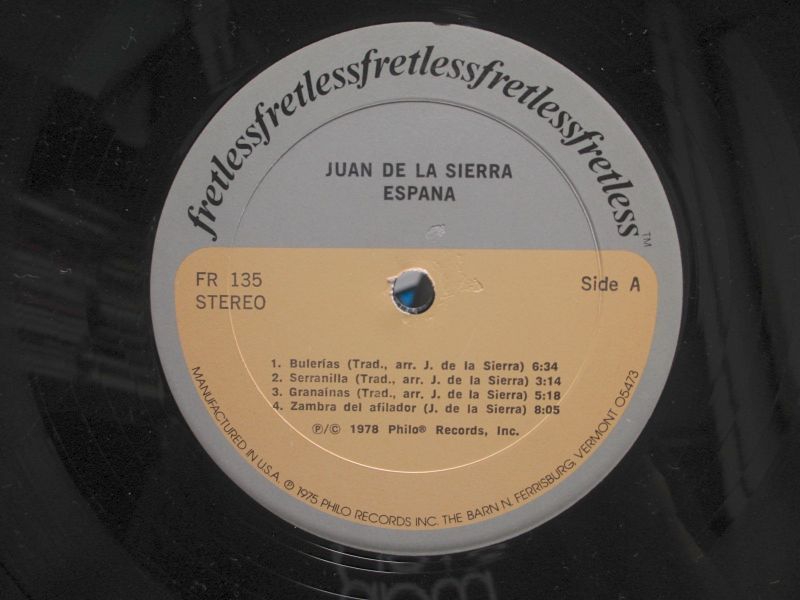 fretlessfretlessfretlessfretless™
JUAN DE LA SIERRA
ESPANA
FR 135
STEREO
Side A
1. Bulerías (Trad., arr. J. de la Sierra) 6:34
2. Serranilla (Trad., arr. J. de la Sierra) 3:14
3. Granaínas (Trad., arr. J. de la Sierra) 5:18
4. Zambra del afilador (J. de la Sierra) 8:05
℗/© 1978 Philo® Records, Inc.
MANUFACTURED IN U.S.A. ℗ 1975 PHILO RECORDS INC. THE BARN N. FERRISBURG, VERMONT 05473